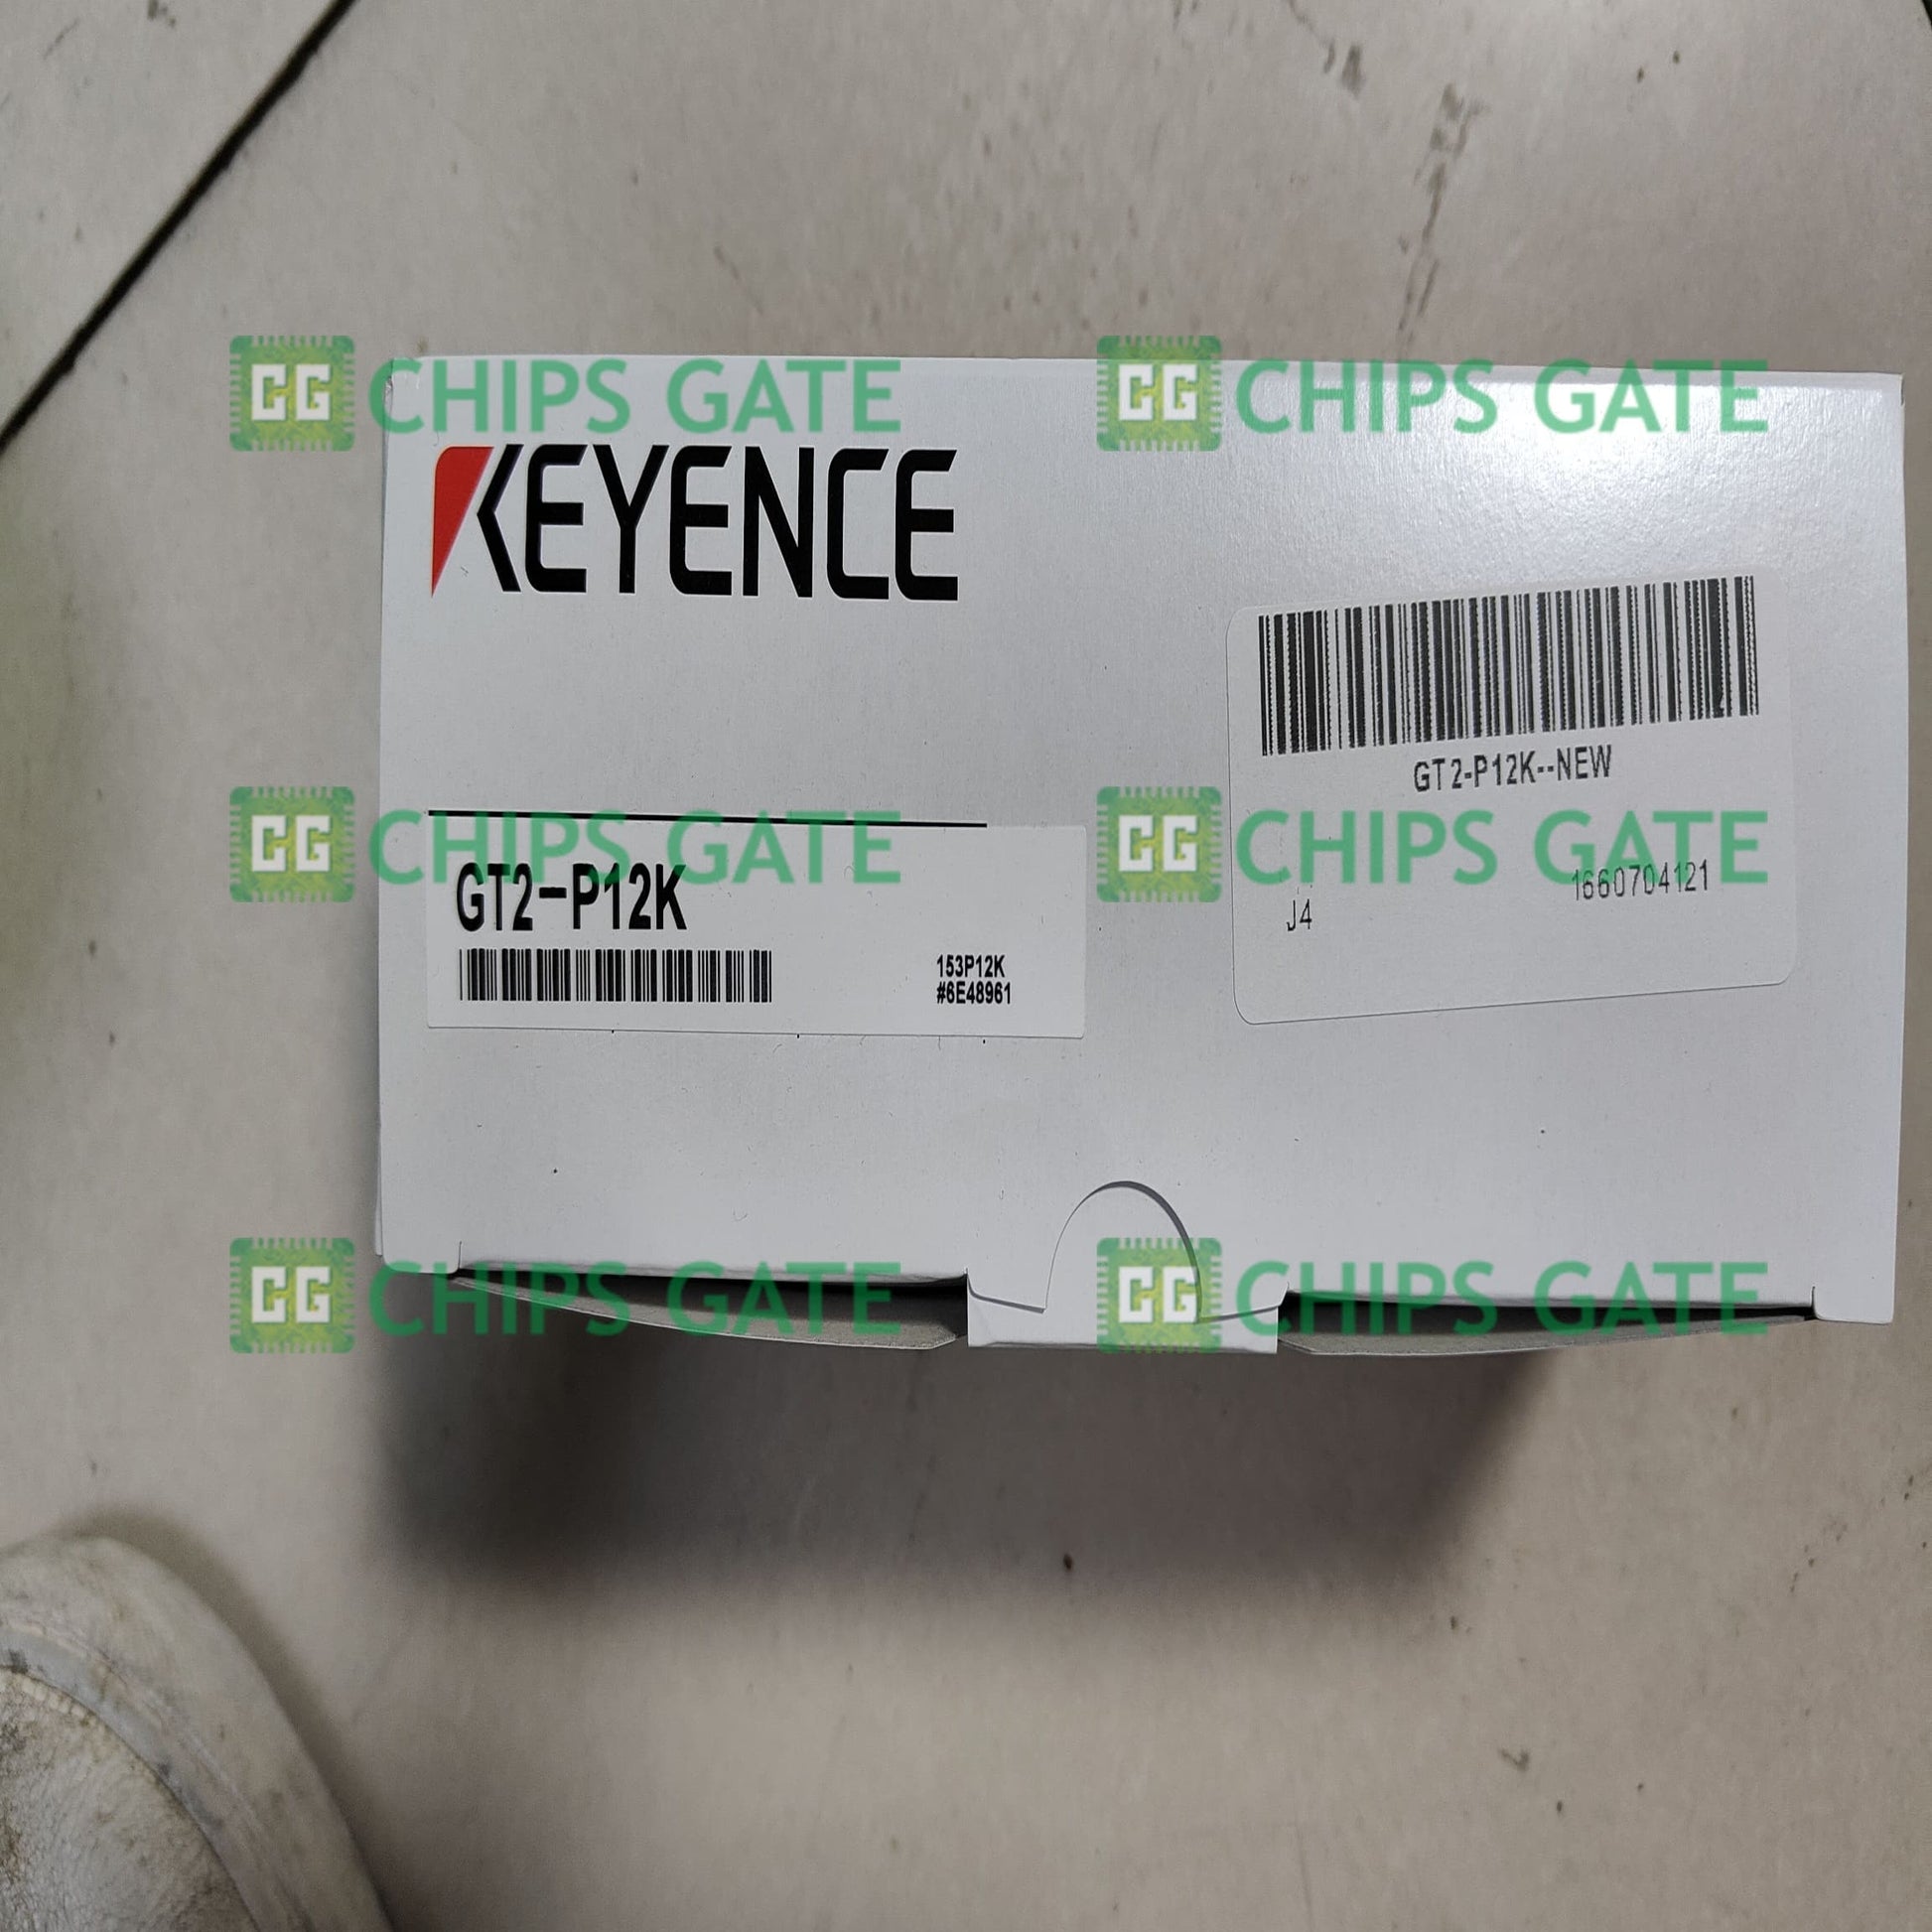 CG CHIPS GATE
CG CHIPS GATE
KEYENCE
GT2-P12K--NEW
CG CHIPS GATE
CG CHIPS GATE
GT2-P12K
1660704121
J4
153P12K
#6E48961
CG CHIPS GATE
CG CHIPS GATE